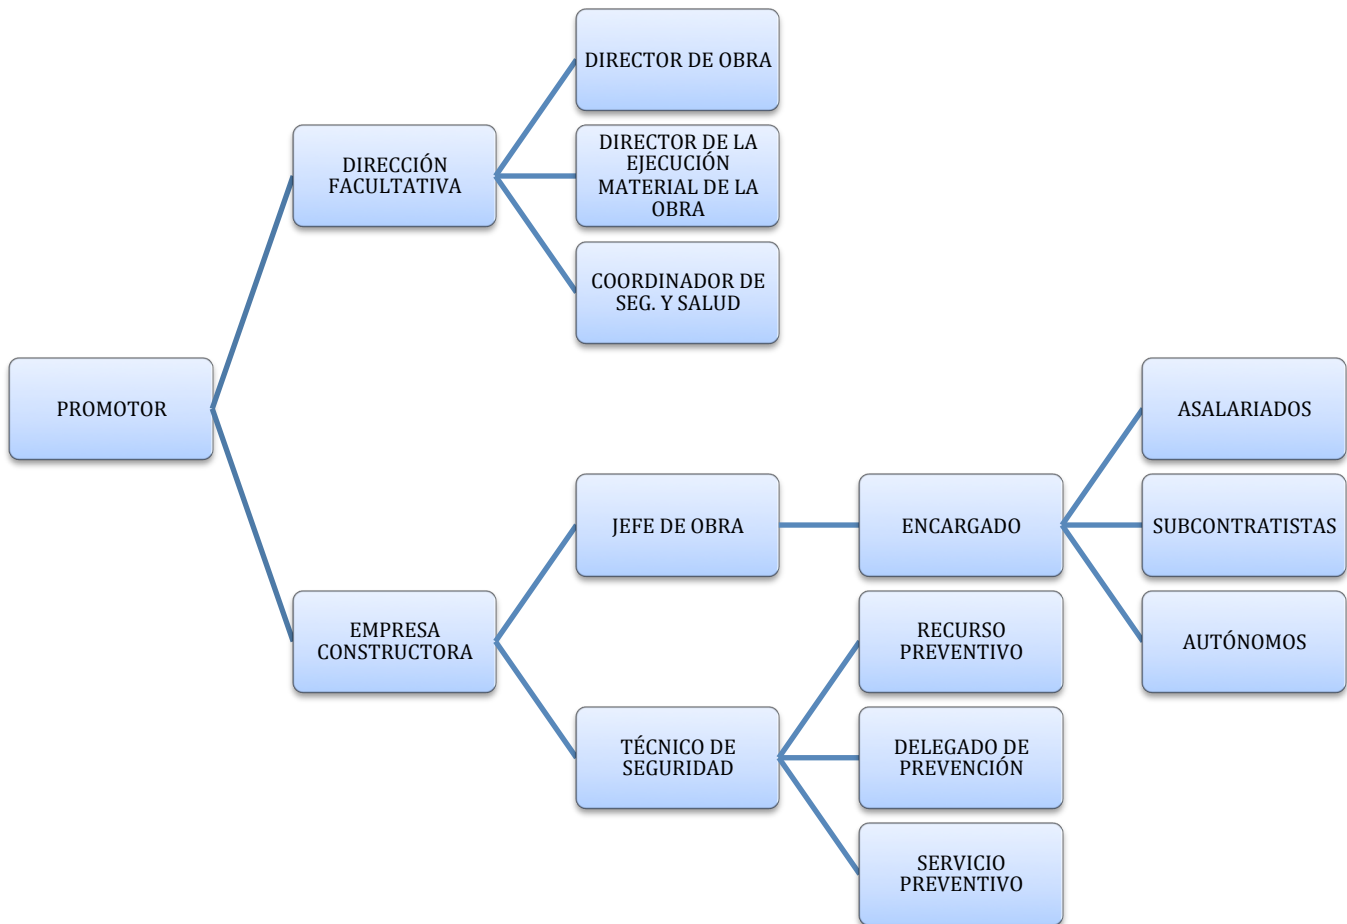 DIRECTOR DE OBRA
DIRECCIÓN
FACULTATIVA
DIRECTOR DE LA
EJECUCIÓN
MATERIAL DE LA
OBRA
COORDINADOR DE
SEG. Y SALUD
PROMOTOR
ASALARIADOS
JEFE DE OBRA
ENCARGADO
SUBCONTRATISTAS
EMPRESA
CONSTRUCTORA
RECURSO
PREVENTIVO
AUTÓNOMOS
TÉCNICO DE
SEGURIDAD
DELEGADO DE
PREVENCIÓN
SERVICIO
PREVENTIVO